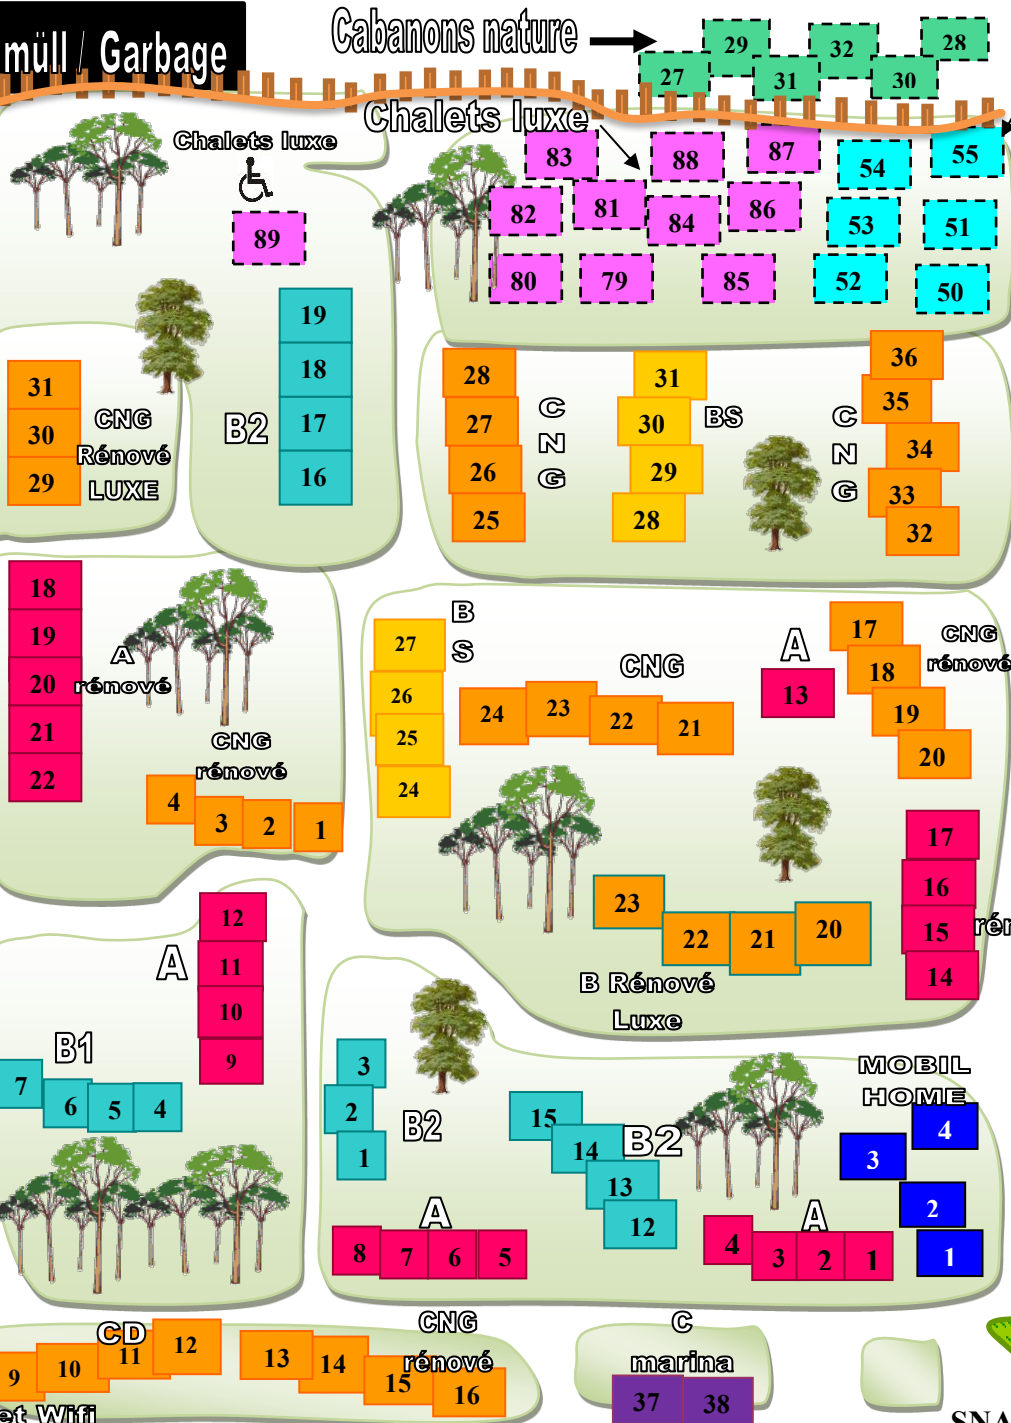 müll / Garbage
Cabanons nature
29 32 28
27 31 30
Chalets luxe
Chalets luxe
83 88 87 54 55
82 81 84 86 53 51
80 79 85 52 50
89
19
18
B2 17
16
31
30
29
CNG
Rénové
LUXE
28
27
26
25
C
N
G
31
30
29
28
BS
C
N
G
36
35
34
33
32
18
19
20
21
22
A
rénové
CNG
rénové
4 3 2 1
B
S
27
26
25
24
CNG
24 23 22 21
A
13
17
18
19
20
CNG
rénové
17
16
15
14
23 22 21 20
B Rénové
Luxe
12
11
10
9
A
B1
7 6 5 4
3
2
1
B2
15
14
13
12
B2
A
8 7 6 5
A
4 3 2 1
MOBIL
HOME
4
3
2
1
CD
9 10 11 12
CNG
rénové
13 14 15 16
C
marina
37 38
et Wifi